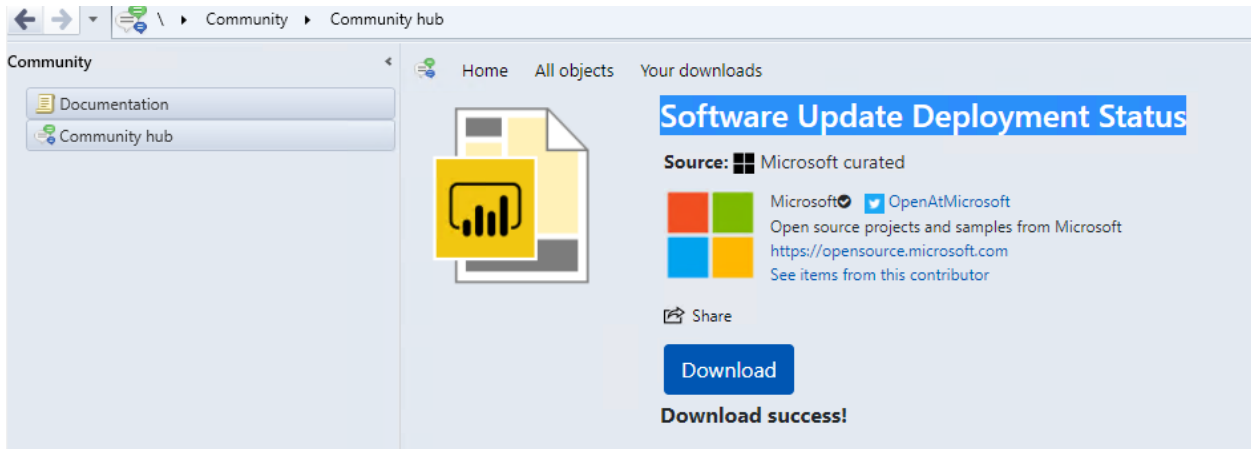 \ Community Community hub
Community
Documentation
Community hub
Home All objects Your downloads
Software Update Deployment Status
Source: Microsoft curated
Microsoft OpenAtMicrosoft
Open source projects and samples from Microsoft
https://opensource.microsoft.com
See items from this contributor
Share
Download
Download success!